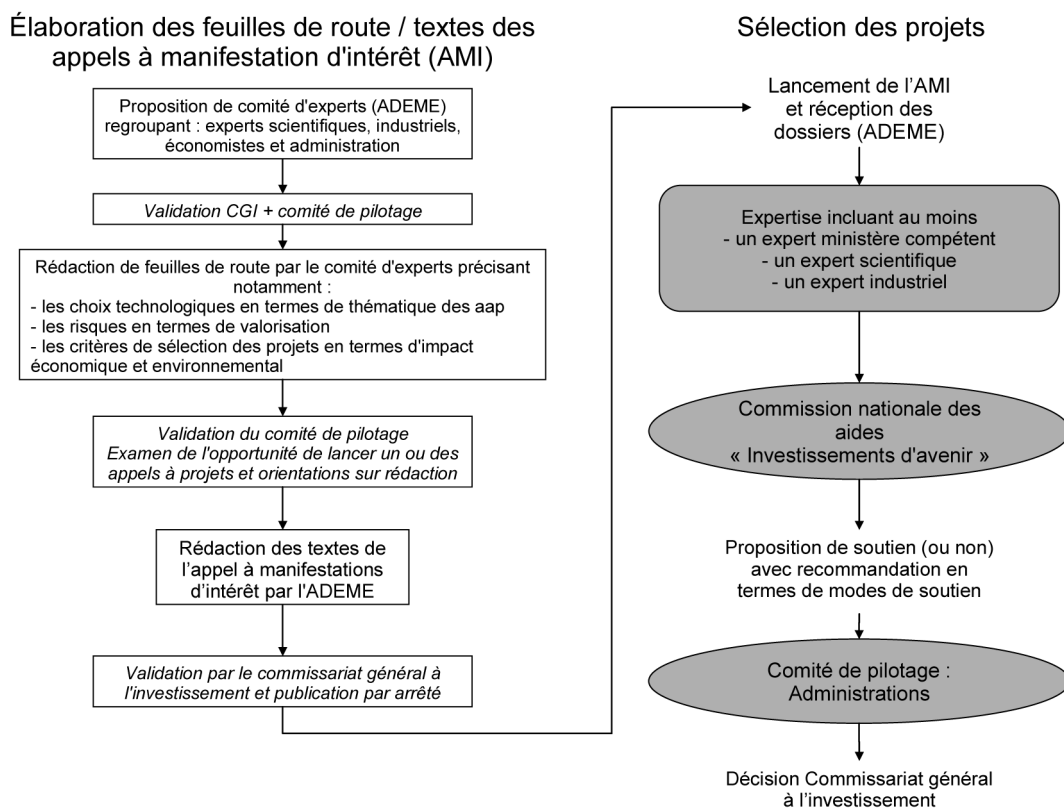 Élaboration des feuilles de route / textes des
appels à manifestation d'intérêt (AMI)
Proposition de comité d'experts (ADEME)
regroupant : experts scientifiques, industriels,
économistes et administration
Validation CGI + comité de pilotage
Rédaction de feuilles de route par le comité d'experts précisant
notamment :
- les choix technologiques en termes de thématique des aap
- les risques en termes de valorisation
- les critères de sélection des projets en termes d'impact
économique et environnemental
Validation du comité de pilotage
Examen de l'opportunité de lancer un ou des
appels à projets et orientations sur rédaction
Rédaction des textes de
l’appel à manifestations
d’intérêt par l'ADEME
Validation par le commissariat général à
l'investissement et publication par arrêté
Sélection des projets
Lancement de l’AMI
et réception des
dossiers (ADEME)
Expertise incluant au moins
- un expert ministère compétent
- un expert scientifique
- un expert industriel
Commission nationale des
aides
« Investissements d'avenir »
Proposition de soutien (ou non)
avec recommandation en
termes de modes de soutien
Comité de pilotage :
Administrations
Décision Commissariat général
à l’investissement